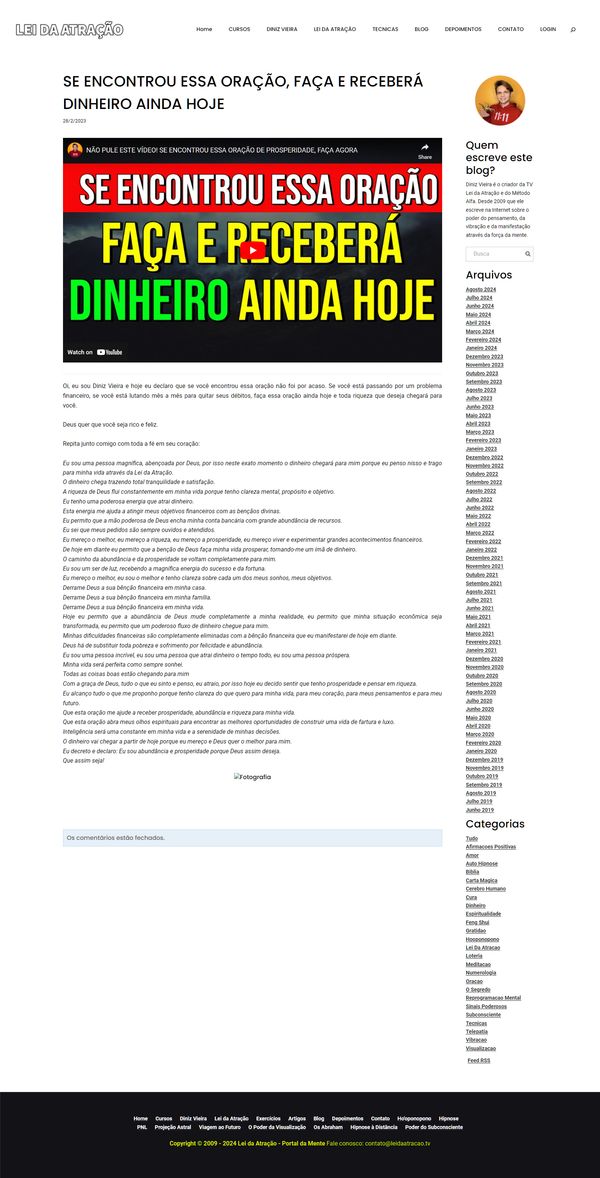 LEI DA ATRAÇÃO
Home CURSOS DINIZ VIEIRA LEI DA ATRAÇÃO TECNICAS BLOG DEPOIMENTOS CONTATO LOGIN
SE ENCONTROU ESSA ORAÇÃO, FAÇA E RECEBERÁ
DINHEIRO AINDA HOJE
28/2/2023
NÃO PULE ESTE VÍDEO! SE ENCONTROU ESSA ORAÇÃO DE PROSPERIDADE, FAÇA AGORA
Share
SE ENCONTROU ESSA ORAÇÃO
FAÇA E RECEBERÁ
DINHEIRO AINDA HOJE
Watch on YouTube
Oi, eu sou Diniz Vieira e hoje eu declaro que se você encontrou essa oração não foi por acaso. Se você está passando por um problema
financeiro, se você está lutando mês a mês para quitar seus débitos, faça essa oração ainda hoje e toda riqueza que deseja chegará para
você.
Deus quer que você seja rico e feliz.
Repita junto comigo com toda a fé em seu coração:
Eu sou uma pessoa magnífica, abençoada por Deus, por isso neste exato momento o dinheiro chegará para mim porque eu penso nisso e trago
para minha vida através da Lei da Atração.
O dinheiro chega trazendo total tranquilidade e satisfação.
A riqueza de Deus flui constantemente em minha vida porque tenho clareza mental, propósito e objetivo.
Eu tenho uma poderosa energia que atrai dinheiro.
Esta energia me ajuda a atingir meus objetivos financeiros com as bençãos divinas.
Eu permito que a mão poderosa de Deus encha minha conta bancária com grande abundância de recursos.
Eu sei que meus pedidos são sempre ouvidos e atendidos.
Eu mereço o melhor, eu mereço a riqueza, eu mereço a prosperidade, eu mereço viver e experimentar grandes acontecimentos financeiros.
De hoje em diante eu permito que a benção de Deus faça minha vida prosperar, tornando-me um imã de dinheiro.
O caminho da abundância e da prosperidade se voltam completamente para mim.
Eu sou um ser de luz, recebendo a magnífica energia do sucesso e da fortuna.
Eu mereço o melhor, eu sou o melhor e tenho clareza sobre cada um dos meus sonhos, meus objetivos.
Derrame Deus a sua bênção financeira em minha casa.
Derrame Deus a sua bênção financeira em minha família.
Derrame Deus a sua bênção financeira em minha vida.
Hoje eu permito que a abundância de Deus mude completamente a minha realidade, eu permito que minha situação econômica seja
transformada, eu permito que um poderoso fluxo de dinheiro chegue para mim.
Minhas dificuldades financeiras são completamente eliminadas com a bênção financeira que eu manifestarei de hoje em diante.
Deus há de substituir toda pobreza e sofrimento por felicidade e abundância.
Eu sou uma pessoa incrível, eu sou uma pessoa que atrai dinheiro o tempo todo, eu sou uma pessoa próspera.
Minha vida será perfeita como sempre sonhei.
Todas as coisas boas estão chegando para mim
Com a graça de Deus, tudo o que eu sinto e penso, eu atraio, por isso hoje eu decido sentir que tenho prosperidade e pensar em riqueza.
Eu alcanço tudo o que me proponho porque tenho clareza do que quero para minha vida, para meu coração, para meus pensamentos e para meu
futuro.
Que esta oração me ajude a receber prosperidade, abundância e riqueza para minha vida.
Que esta oração abra meus olhos espirituais para encontrar as melhores oportunidades de construir uma vida de fartura e luxo.
Inteligência será uma constante em minha vida e a serenidade de minhas decisões.
O dinheiro vai chegar a partir de hoje porque eu mereço e Deus quer o melhor para mim.
Eu decreto e declaro: Eu sou abundância e prosperidade porque Deus assim deseja.
Que assim seja!
Fotografia
Os comentários estão fechados.
11:11
Quem
escreve este
blog?
Diniz Vieira é o criador da TV
Lei da Atração e do Método
Alfa. Desde 2009 que ele
escreve na Internet sobre o
poder do pensamento, da
vibração e da manifestação
através da força da mente.
Busca
Arquivos
Agosto 2024
Julho 2024
Junho 2024
Maio 2024
Abril 2024
Março 2024
Fevereiro 2024
Janeiro 2024
Dezembro 2023
Novembro 2023
Outubro 2023
Setembro 2023
Agosto 2023
Julho 2023
Junho 2023
Maio 2023
Abril 2023
Março 2023
Fevereiro 2023
Janeiro 2023
Dezembro 2022
Novembro 2022
Outubro 2022
Setembro 2022
Agosto 2022
Julho 2022
Junho 2022
Maio 2022
Abril 2022
Março 2022
Fevereiro 2022
Janeiro 2022
Dezembro 2021
Novembro 2021
Outubro 2021
Setembro 2021
Agosto 2021
Julho 2021
Junho 2021
Maio 2021
Abril 2021
Março 2021
Fevereiro 2021
Janeiro 2021
Dezembro 2020
Novembro 2020
Outubro 2020
Setembro 2020
Agosto 2020
Julho 2020
Junho 2020
Maio 2020
Abril 2020
Março 2020
Fevereiro 2020
Janeiro 2020
Dezembro 2019
Novembro 2019
Outubro 2019
Setembro 2019
Agosto 2019
Julho 2019
Junho 2019
Categorias
Tudo
Afirmacoes Positivas
Amor
Auto Hipnose
Biblia
Carta Magica
Cerebro Humano
Cura
Dinheiro
Espiritualidade
Feng Shui
Gratidao
Hooponopono
Lei Da Atracao
Loteria
Meditacao
Numerologia
Oracao
O Segredo
Reprogramacao Mental
Sinais Poderosos
Subconsciente
Tecnicas
Telepatia
Vibracao
Visualizacao
Feed RSS
Home Cursos Diniz Vieira Lei da Atração Exercícios Artigos Blog Depoimentos Contato Ho'oponopono Hipnose
PNL Projeção Astral Viagem ao Futuro O Poder da Visualização Os Abraham Hipnose à Distância Poder do Subconsciente
Copyright © 2009 - 2024 Lei da Atração - Portal da Mente Fale conosco: contato@leidaatracao.tv